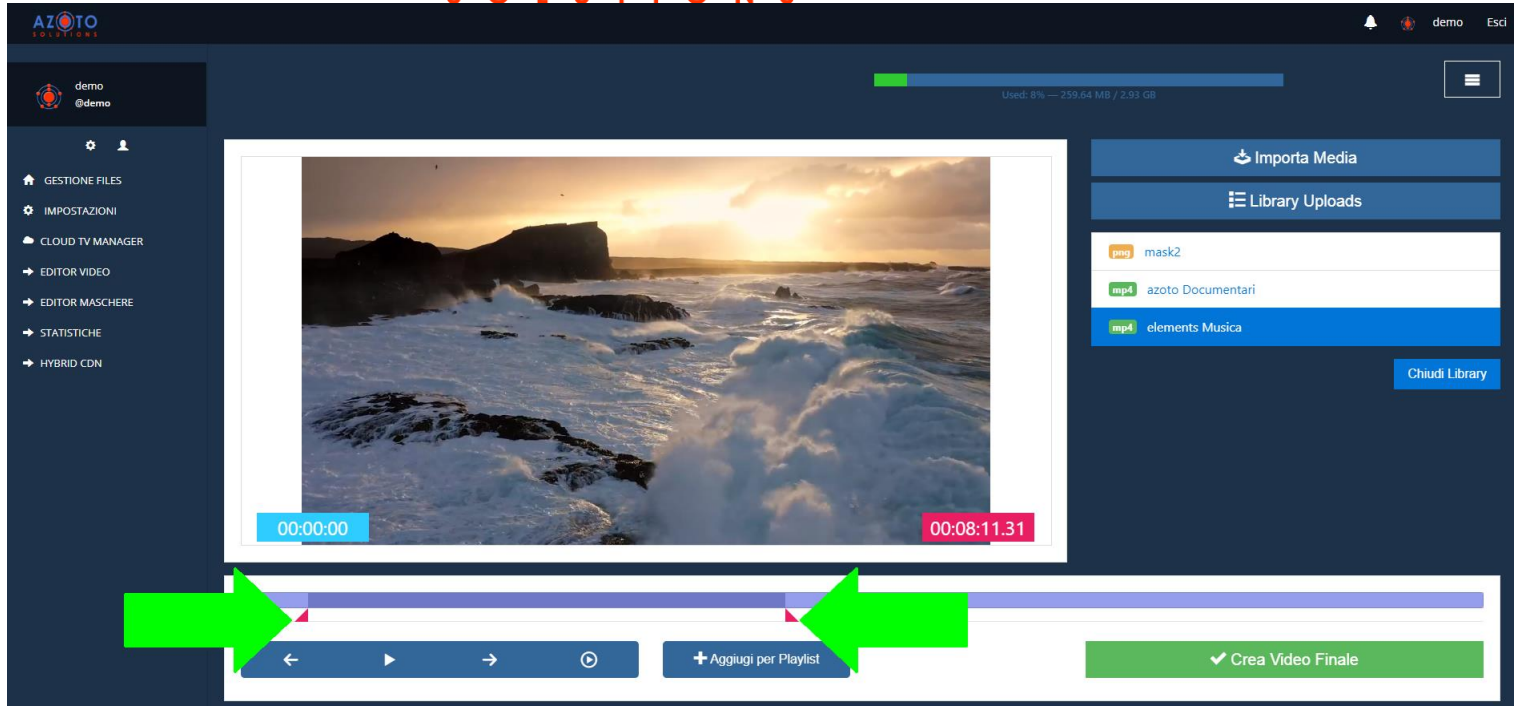 AZOTO
SOLUTIONS
demo
Esci
demo
@demo
Used: 8% — 259.64 MB / 2.93 GB
GESTIONE FILES
IMPOSTAZIONI
CLOUD TV MANAGER
EDITOR VIDEO
EDITOR MASCHERE
STATISTICHE
HYBRID CDN
Importa Media
Library Uploads
png mask2
mp4 azoto Documentari
mp4 elements Musica
Chiudi Library
00:00:00
00:08:11.31
Aggiugi per Playlist
Crea Video Finale